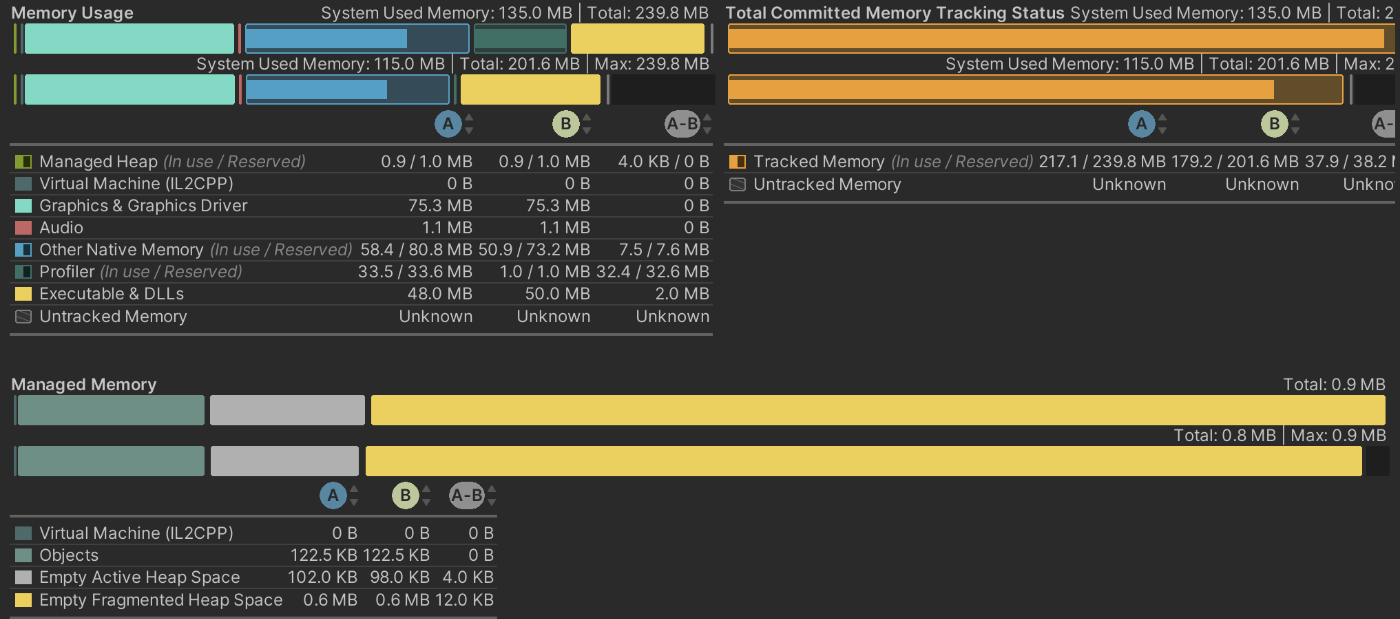 Memory Usage System Used Memory: 135.0 MB | Total: 239.8 MB
System Used Memory: 115.0 MB | Total: 201.6 MB | Max: 239.8 MB
A B A-B
Managed Heap (In use / Reserved) 0.9 / 1.0 MB 0.9 / 1.0 MB 4.0 KB / 0 B
Virtual Machine (IL2CPP) 0 B 0 B 0 B
Graphics & Graphics Driver 75.3 MB 75.3 MB 0 B
Audio 1.1 MB 1.1 MB 0 B
Other Native Memory (In use / Reserved) 58.4 / 80.8 MB 50.9 / 73.2 MB 7.5 / 7.6 MB
Profiler (In use / Reserved) 33.5 / 33.6 MB 1.0 / 1.0 MB 32.4 / 32.6 MB
Executable & DLLs 48.0 MB 50.0 MB 2.0 MB
Untracked Memory Unknown Unknown Unknown
Total Committed Memory Tracking Status System Used Memory: 135.0 MB | Total: 2
System Used Memory: 115.0 MB | Total: 201.6 MB | Max: 2
A B A-
Tracked Memory (In use / Reserved) 217.1 / 239.8 MB 179.2 / 201.6 MB 37.9 / 38.2
Untracked Memory Unknown Unknown Unkno
Managed Memory Total: 0.9 MB
Total: 0.8 MB | Max: 0.9 MB
A B A-B
Virtual Machine (IL2CPP) 0 B 0 B 0 B
Objects 122.5 KB 122.5 KB 0 B
Empty Active Heap Space 102.0 KB 98.0 KB 4.0 KB
Empty Fragmented Heap Space 0.6 MB 0.6 MB 12.0 KB